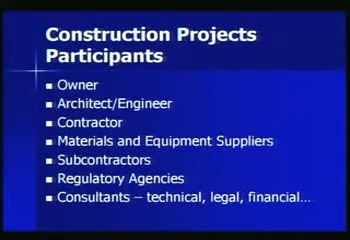 Construction Projects
Participants
Owner
Architect/Engineer
Contractor
Materials and Equipment Suppliers
Subcontractors
Regulatory Agencies
Consultants – technical, legal, financial…